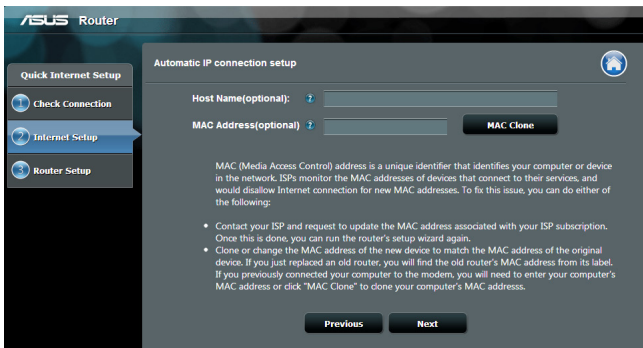 ASUS Router
Quick Internet Setup
1 Check Connection
2 Internet Setup
3 Router Setup
Automatic IP connection setup
Host Name(optional): ?
MAC Address(optional) ? MAC Clone
MAC (Media Access Control) address is a unique identifier that identifies your computer or device
in the network. ISPs monitor the MAC addresses of devices that connect to their services, and
would disallow Internet connection for new MAC addresses. To fix this issue, you can do either of
the following:
• Contact your ISP and request to update the MAC address associated with your ISP subscription.
Once this is done, you can run the router's setup wizard again.
• Clone or change the MAC address of the new device to match the MAC address of the original
device. If you just replaced an old router, you will find the old router's MAC address from its label.
If you previously connected your computer to the modem, you will need to enter your computer's
MAC address or click "MAC Clone" to clone your computer's MAC addresss.
Previous Next